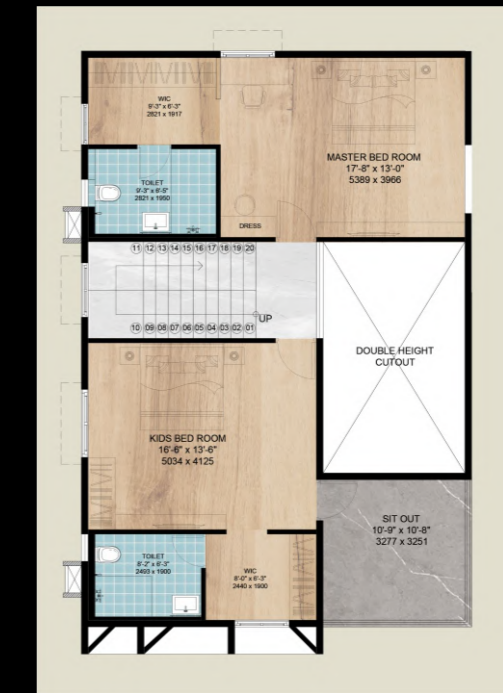 WIC
9'-3" x 6'-3"
2821 x 1917
MASTER BED ROOM
17'-8" x 13'-0"
5389 x 3966
TOILET
9'-3" x 6'-5"
2821 x 1950
DRESS
11 12 13 14 15 16 17 18 19 20
UP
10 09 08 07 06 05 04 03 02 01
DOUBLE HEIGHT
CUTOUT
KIDS BED ROOM
16'-6" x 13'-6"
5034 x 4125
SIT OUT
10'-9" x 10'-8"
3277 x 3251
TOILET
8'-2" x 6'-3"
2493 x 1900
WIC
8'-0" x 6'-3"
2440 x 1900